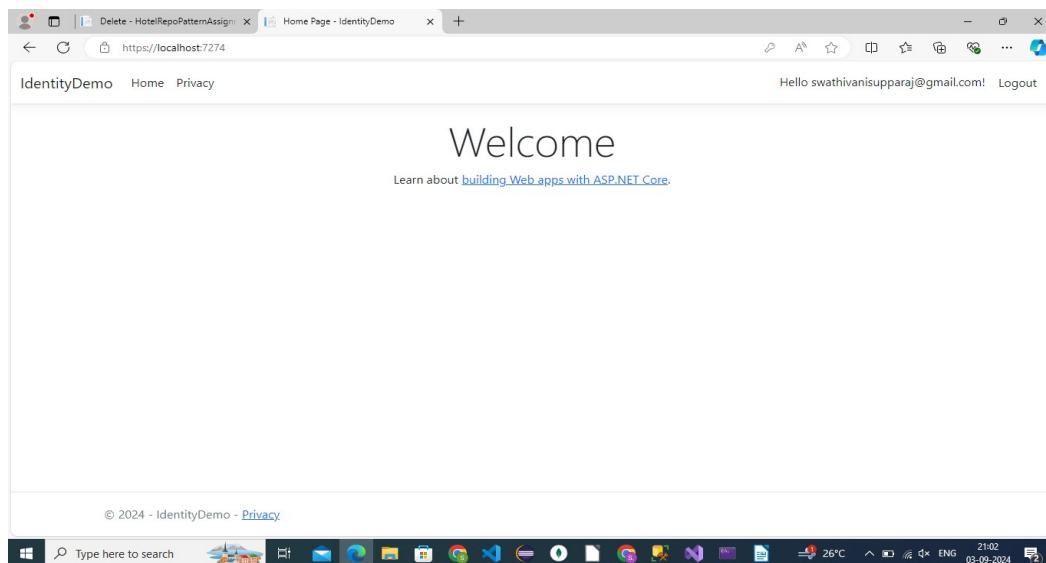 Delete - HotelRepoPatternAssign
Home Page - IdentityDemo
https://localhost:7274
IdentityDemo Home Privacy Hello swathivanisupparaj@gmail.com! Logout
Welcome
Learn about building Web apps with ASP.NET Core.
© 2024 - IdentityDemo - Privacy
Type here to search 26°C ENG 21:02
03-09-2024
2